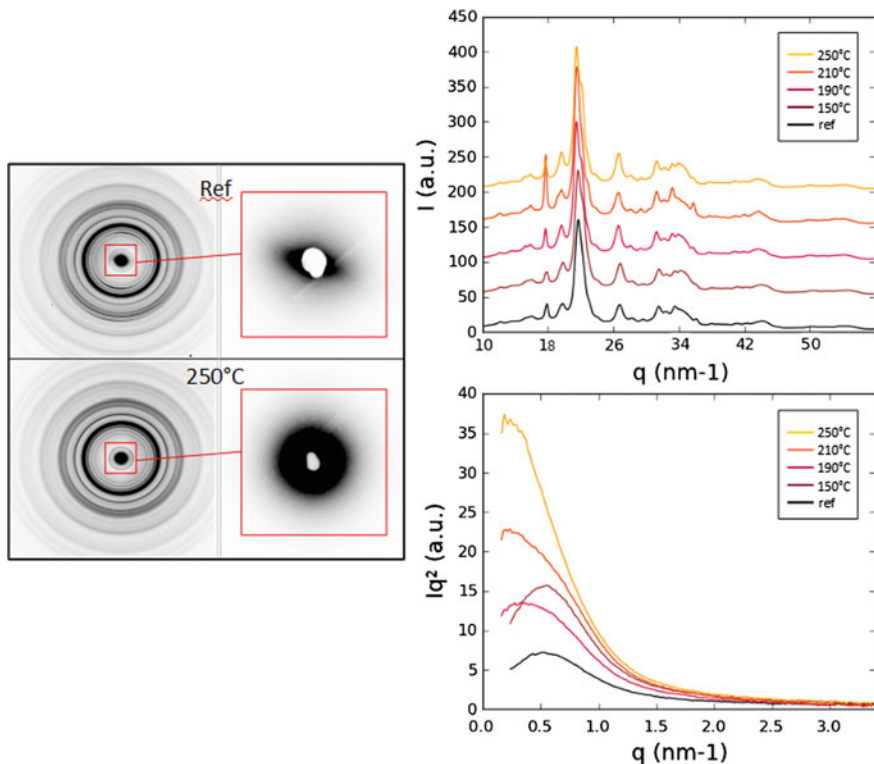 Ref
250°C
450
400
350
300
250
200
150
100
50
0
I (a.u.)
250°C
210°C
190°C
150°C
ref
10 18 26 34 42 50
q (nm-1)
40
35
30
25
20
15
10
5
0
Iq² (a.u.)
250°C
210°C
190°C
150°C
ref
0.0 0.5 1.0 1.5 2.0 2.5 3.0
q (nm-1)